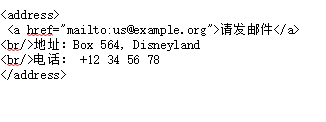 <address>
 <a href="mailto:us@example.org">请发邮件</a>
<br/>地址: Box 564, Disneyland
<br/>电话: +12 34 56 78
</address>